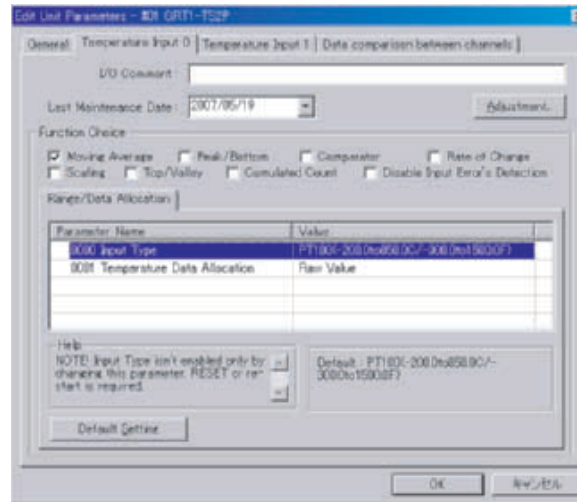 Edit Unit Parameters - #01 GRT1-TS2P
General Temperature Input 0 Temperature Input 1 Data comparison between channels
I/O Comment :
Last Maintenance Date : 2007/05/19 Adjustment.
Function Choice
Moving Average Peak/Bottom Comparator Rate of Change
Scaling Top/Valley Cumulated Count Disable Input Error's Detection
Range/Data Allocation
Parameter Name Value
Input Type
Temperature Data Allocation Raw Value
Help
NOTE! Input Type isn't enabled only by
changing this parameter. RESET or re-
start is required.
Default :
Default Setting
OK キャンセル